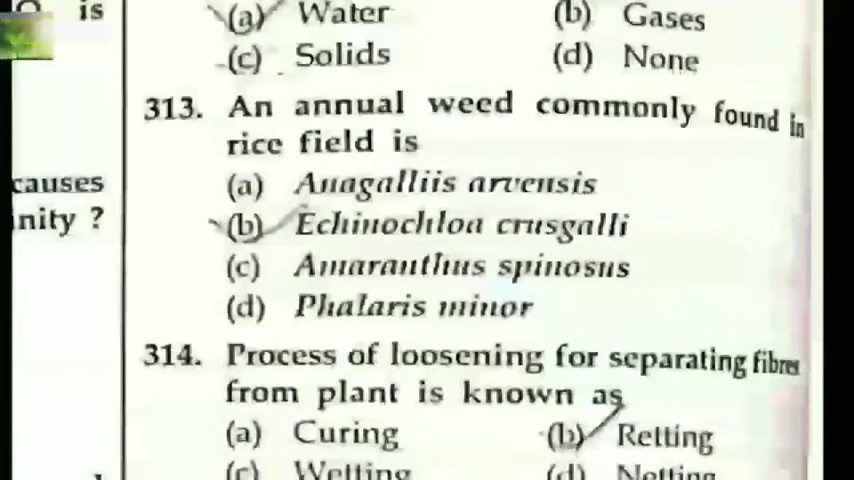 is
(a) Water (b) Gases
(c) Solids (d) None
313. An annual weed commonly found in
rice field is
causes
(a) Anagalliis arvensis
nity ?
(b) Echinochloa crusgalli
(c) Amaranthus spinosus
(d) Phalaris minor
314. Process of loosening for separating fibres
from plant is known as
(a) Curing (b) Retting
(c) Wetting (d) Netting